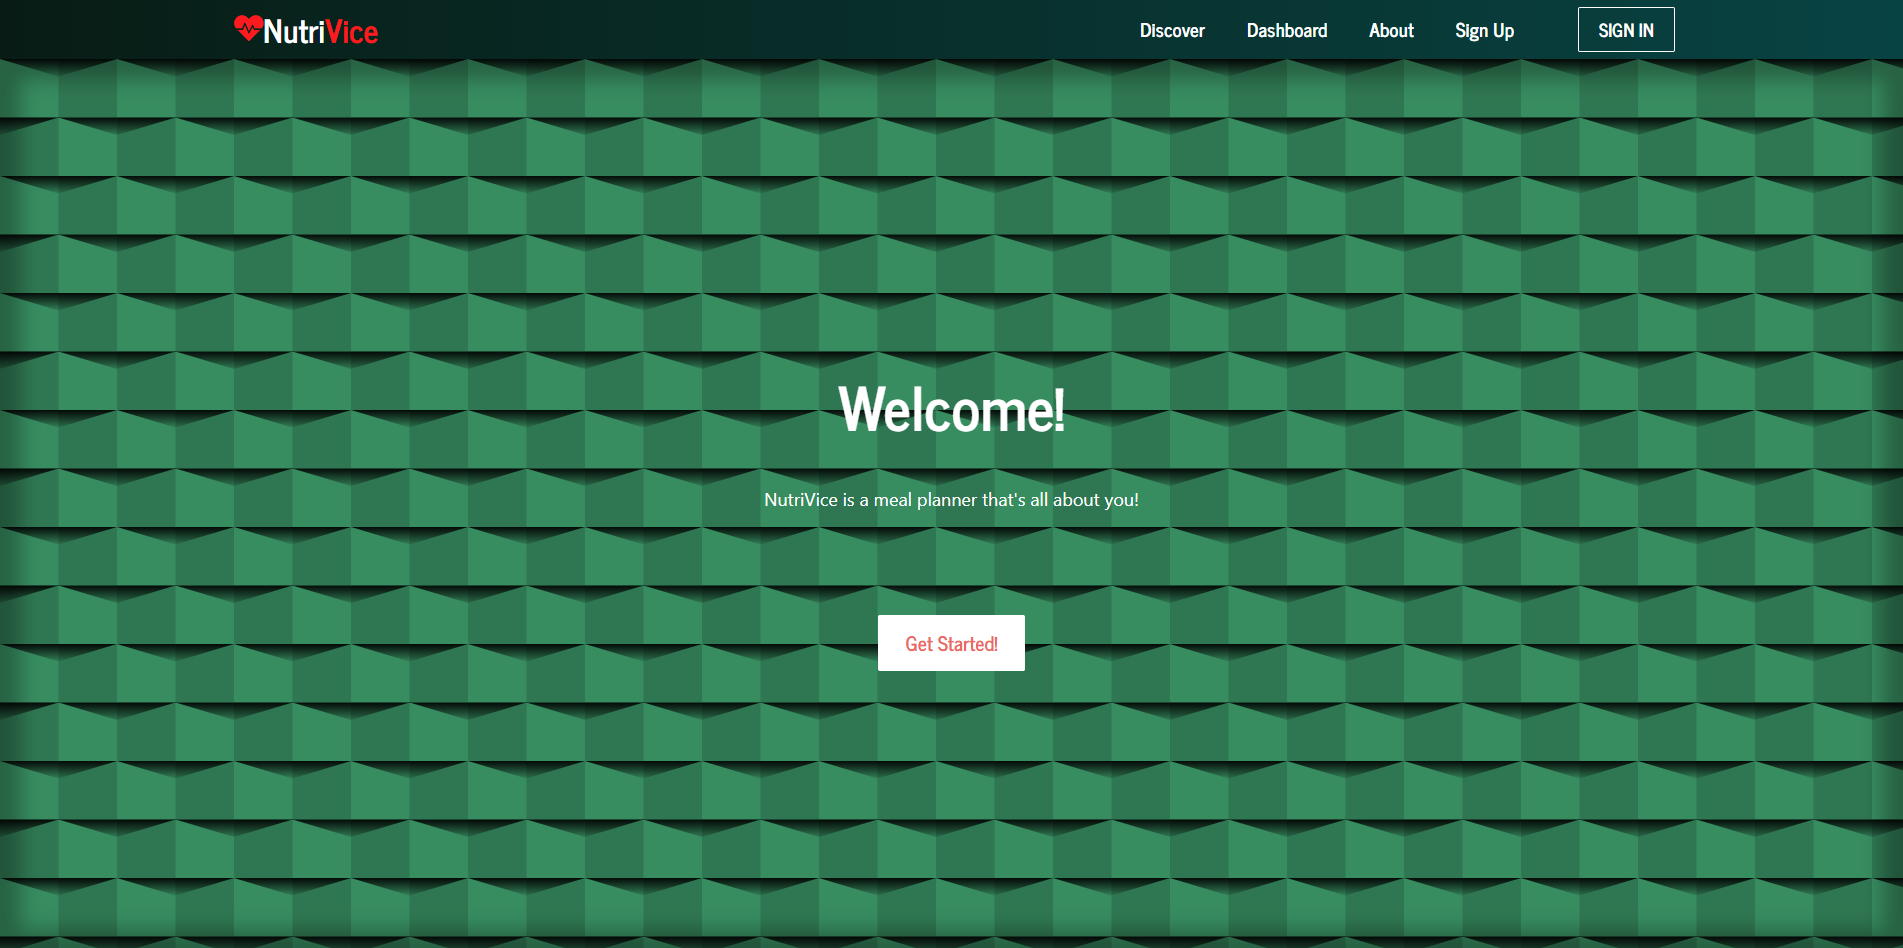 NutriVice
Discover Dashboard About Sign Up SIGN IN
Welcome!
NutriVice is a meal planner that's all about you!
Get Started!